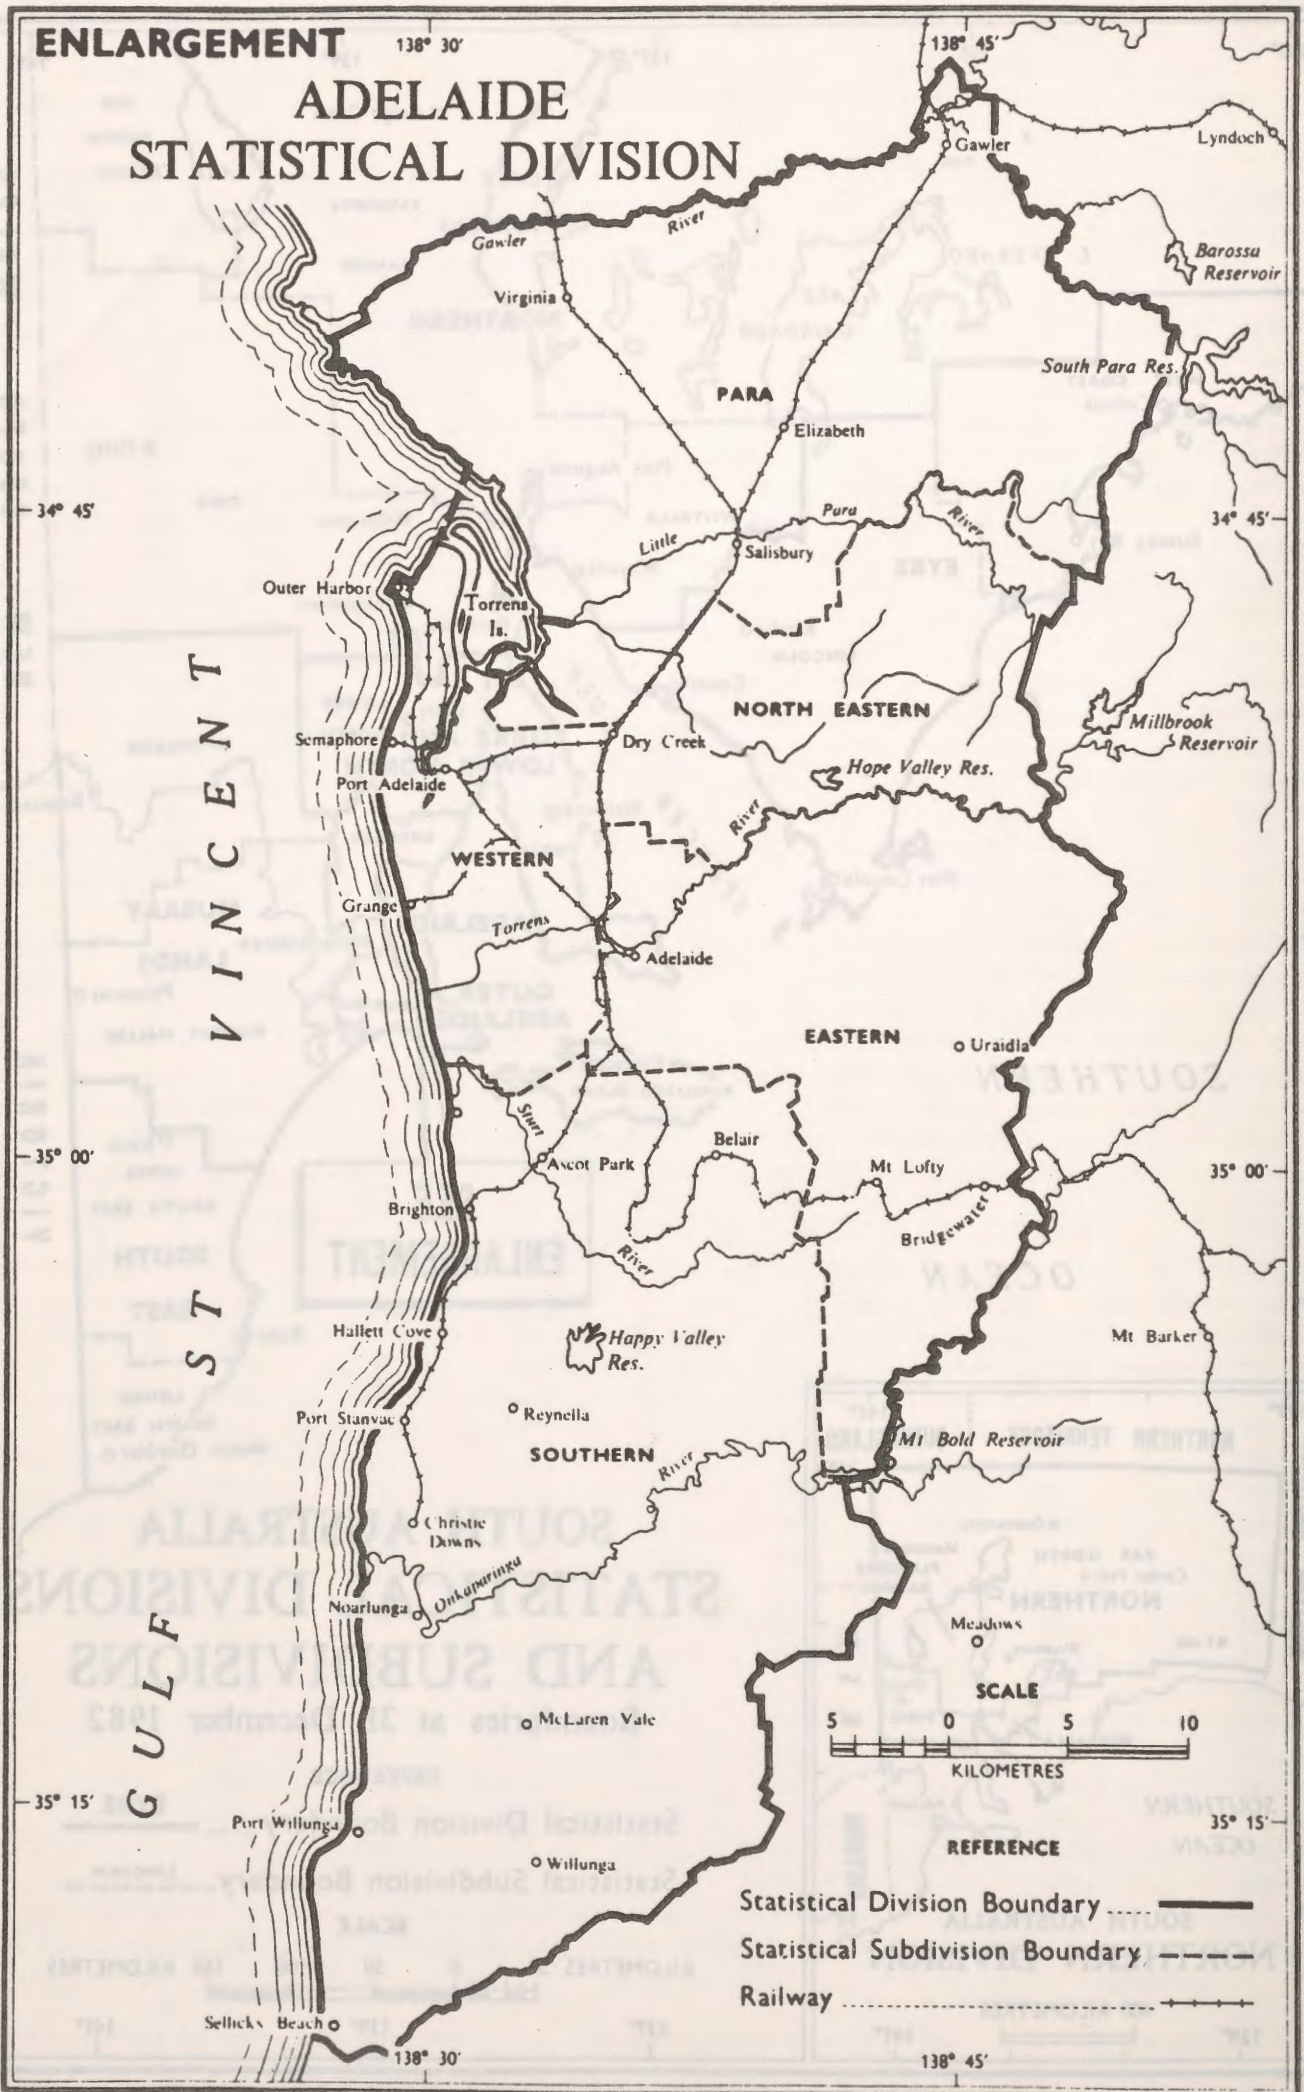 ENLARGEMENT
138° 30'
138° 45'
ADELAIDE
STATISTICAL DIVISION
Lyndoch
Gawler
Gawler
River
Barossa
Reservoir
Virginia
South Para Res.
PARA
Elizabeth
34° 45'
34° 45'
Little
Para
River
Salisbury
Outer Harbor
Torrens
Is.
NORTH EASTERN
Millbrook
Reservoir
Semaphore
Dry Creek
Hope Valley Res.
Port Adelaide
River
WESTERN
Grange
Torrens
Adelaide
EASTERN
Uraidla
Sturt
Belair
35° 00'
35° 00'
Ascot Park
Mt Lofty
Brighton
Bridgewater
River
Hallett Cove
Happy Valley
Res.
Mt Barker
Port Stanvac
Reynella
Mt Bold Reservoir
SOUTHERN
River
Christie
Downs
Onkaparinga
Noarlunga
Meadows
GULF ST VINCENT
SCALE
McLaren Vale
5 0 5 10
KILOMETRES
35° 15'
35° 15'
Port Willunga
REFERENCE
Willunga
Statistical Division Boundary
Statistical Subdivision Boundary
Railway
Sellicks Beach
138° 30'
138° 45'